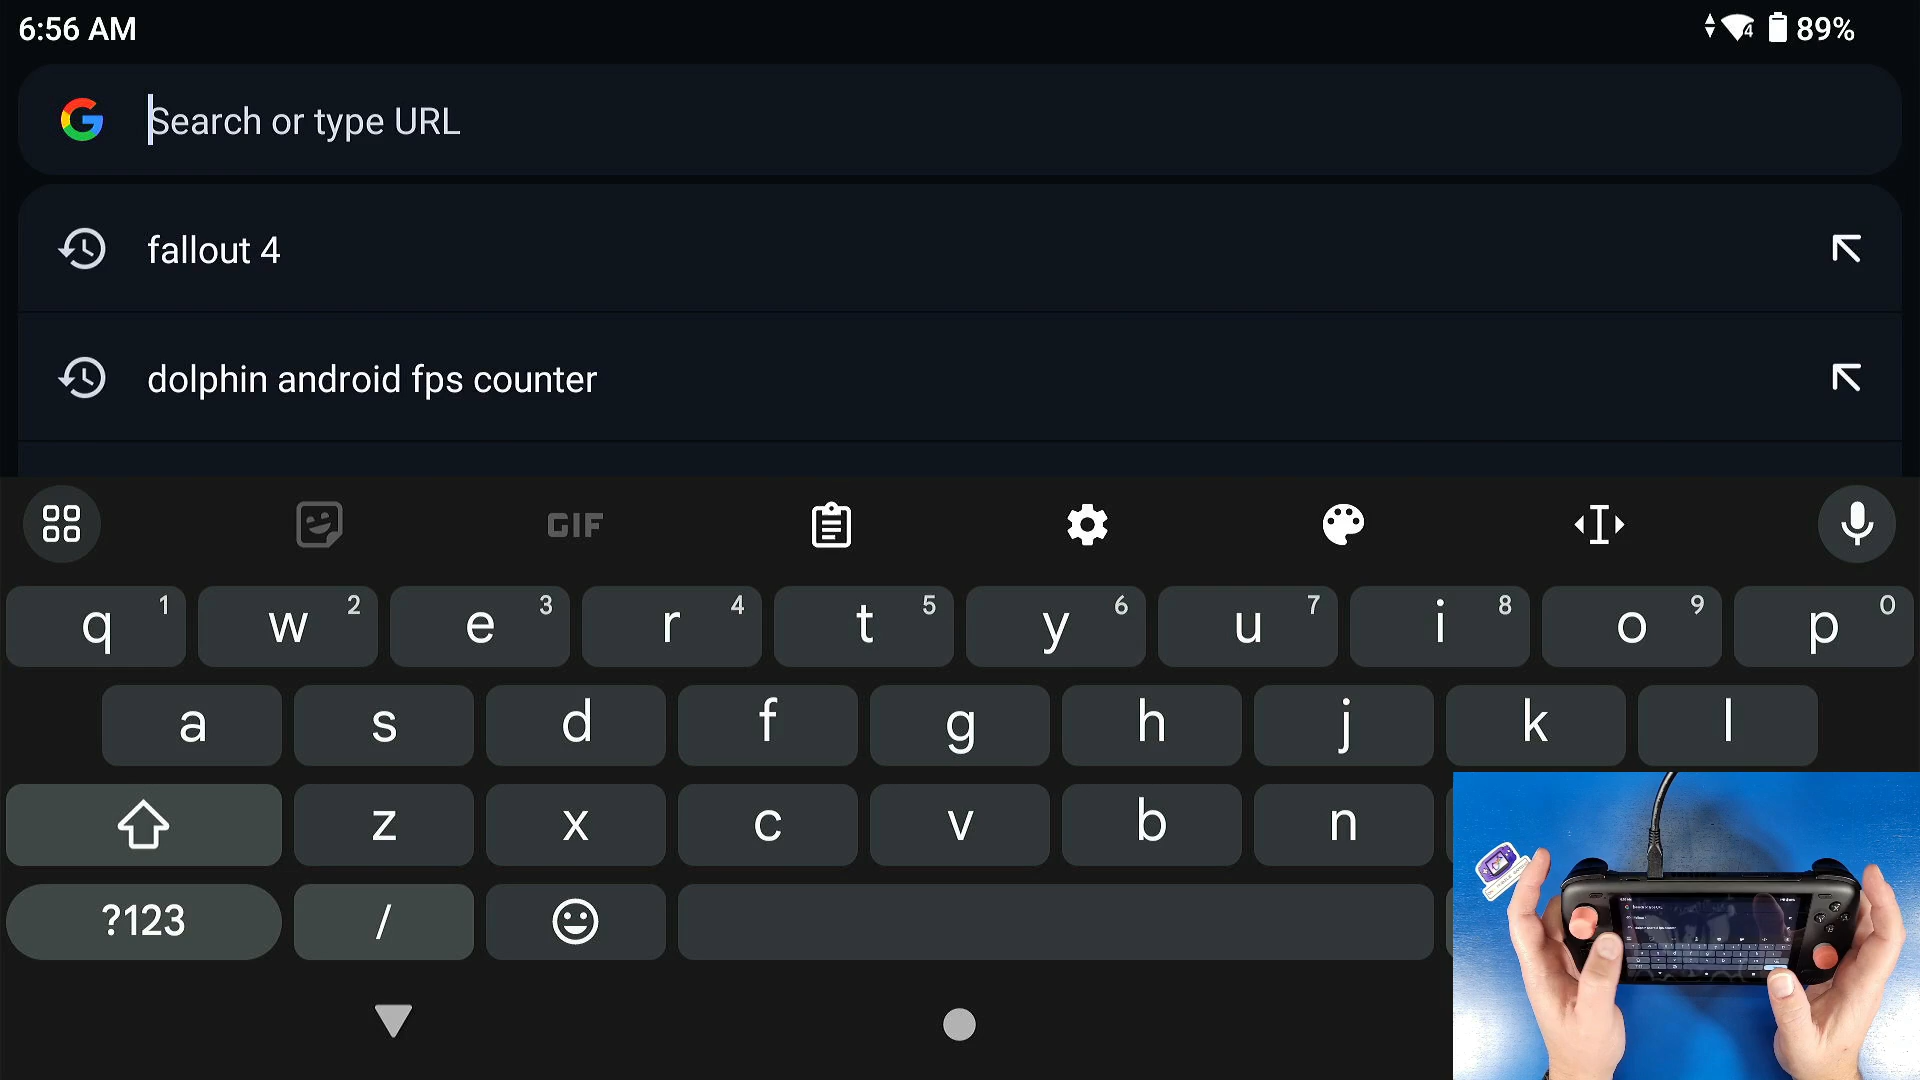 6:56 AM
4 89%
Search or type URL
fallout 4
dolphin android fps counter
GIF
q 1 w 2 e 3 r 4 t 5 y 6 u 7 i 8 o 9 p 0
a s d f g h j k l
z x c v b n
?123 /